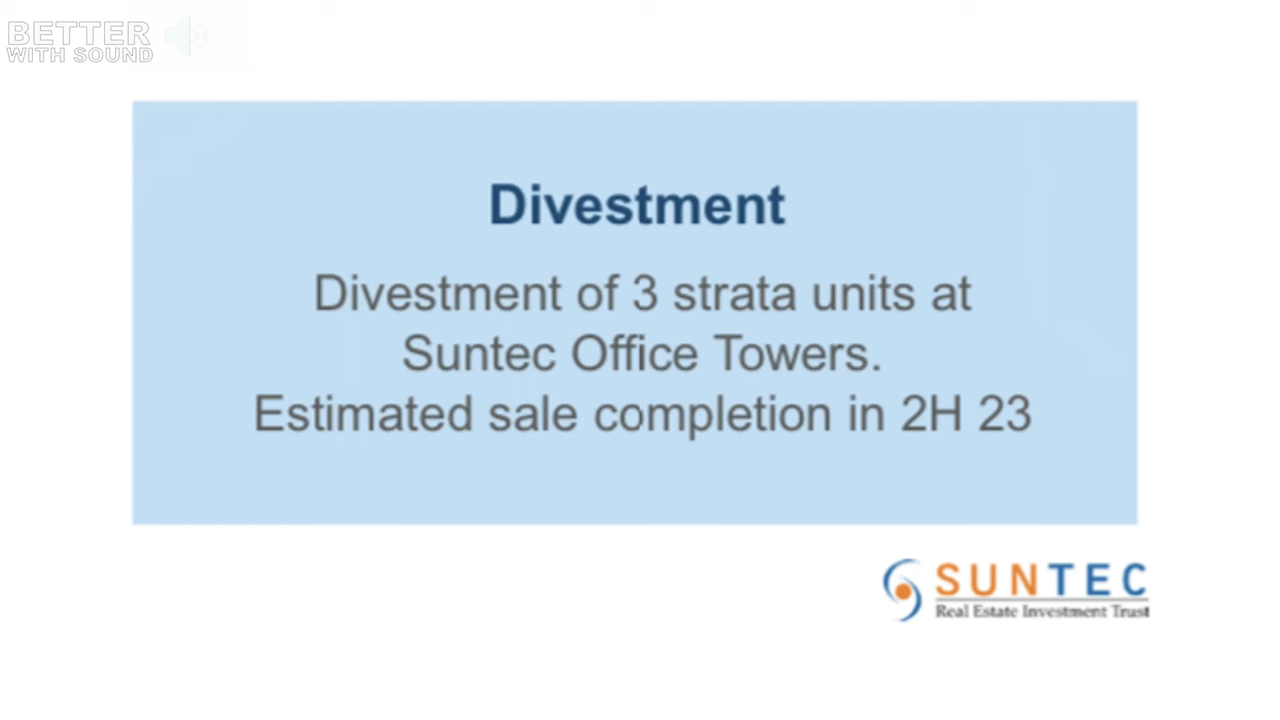 BETTER
WITH SOUND
Divestment
Divestment of 3 strata units at
Suntec Office Towers.
Estimated sale completion in 2H 23
SUNTEC
Real Estate Investment Trust